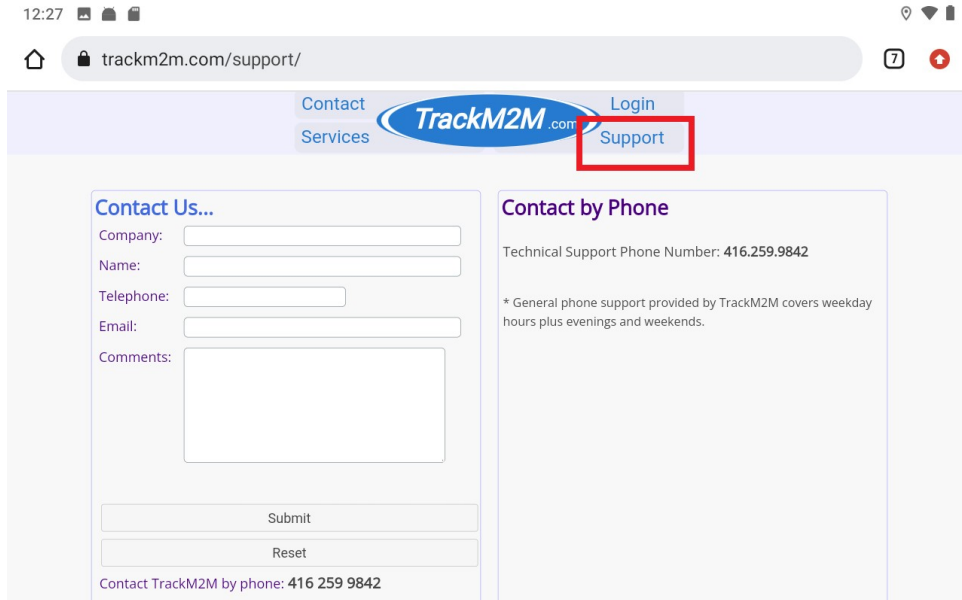 12:27
trackm2m.com/support/
7
Contact
Login
TrackM2M.com
Services
Support
Contact Us...
Company:
Name:
Telephone:
Email:
Comments:
Submit
Reset
Contact TrackM2M by phone: 416 259 9842
Contact by Phone
Technical Support Phone Number: 416.259.9842
* General phone support provided by TrackM2M covers weekday
hours plus evenings and weekends.